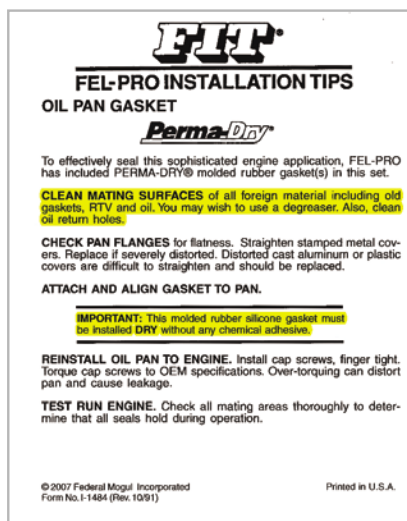 FIT®
FEL-PRO INSTALLATION TIPS
OIL PAN GASKET
Perma-Dry®
To effectively seal this sophisticated engine application, FEL-PRO
has included PERMA-DRY® molded rubber gasket(s) in this set.
CLEAN MATING SURFACES of all foreign material including old
gaskets, RTV and oil. You may wish to use a degreaser. Also, clean
oil return holes.
CHECK PAN FLANGES for flatness. Straighten stamped metal cov-
ers. Replace if severely distorted. Distorted cast aluminum or plastic
covers are difficult to straighten and should be replaced.
ATTACH AND ALIGN GASKET TO PAN.
IMPORTANT: This molded rubber silicone gasket must
be installed DRY without any chemical adhesive.
REINSTALL OIL PAN TO ENGINE. Install cap screws, finger tight.
Torque cap screws to OEM specifications. Over-torquing can distort
pan and cause leakage.
TEST RUN ENGINE. Check all mating areas thoroughly to deter-
mine that all seals hold during operation.
© 2007 Federal Mogul Incorporated
Form No. I-1484 (Rev. 10/91)
Printed in U.S.A.